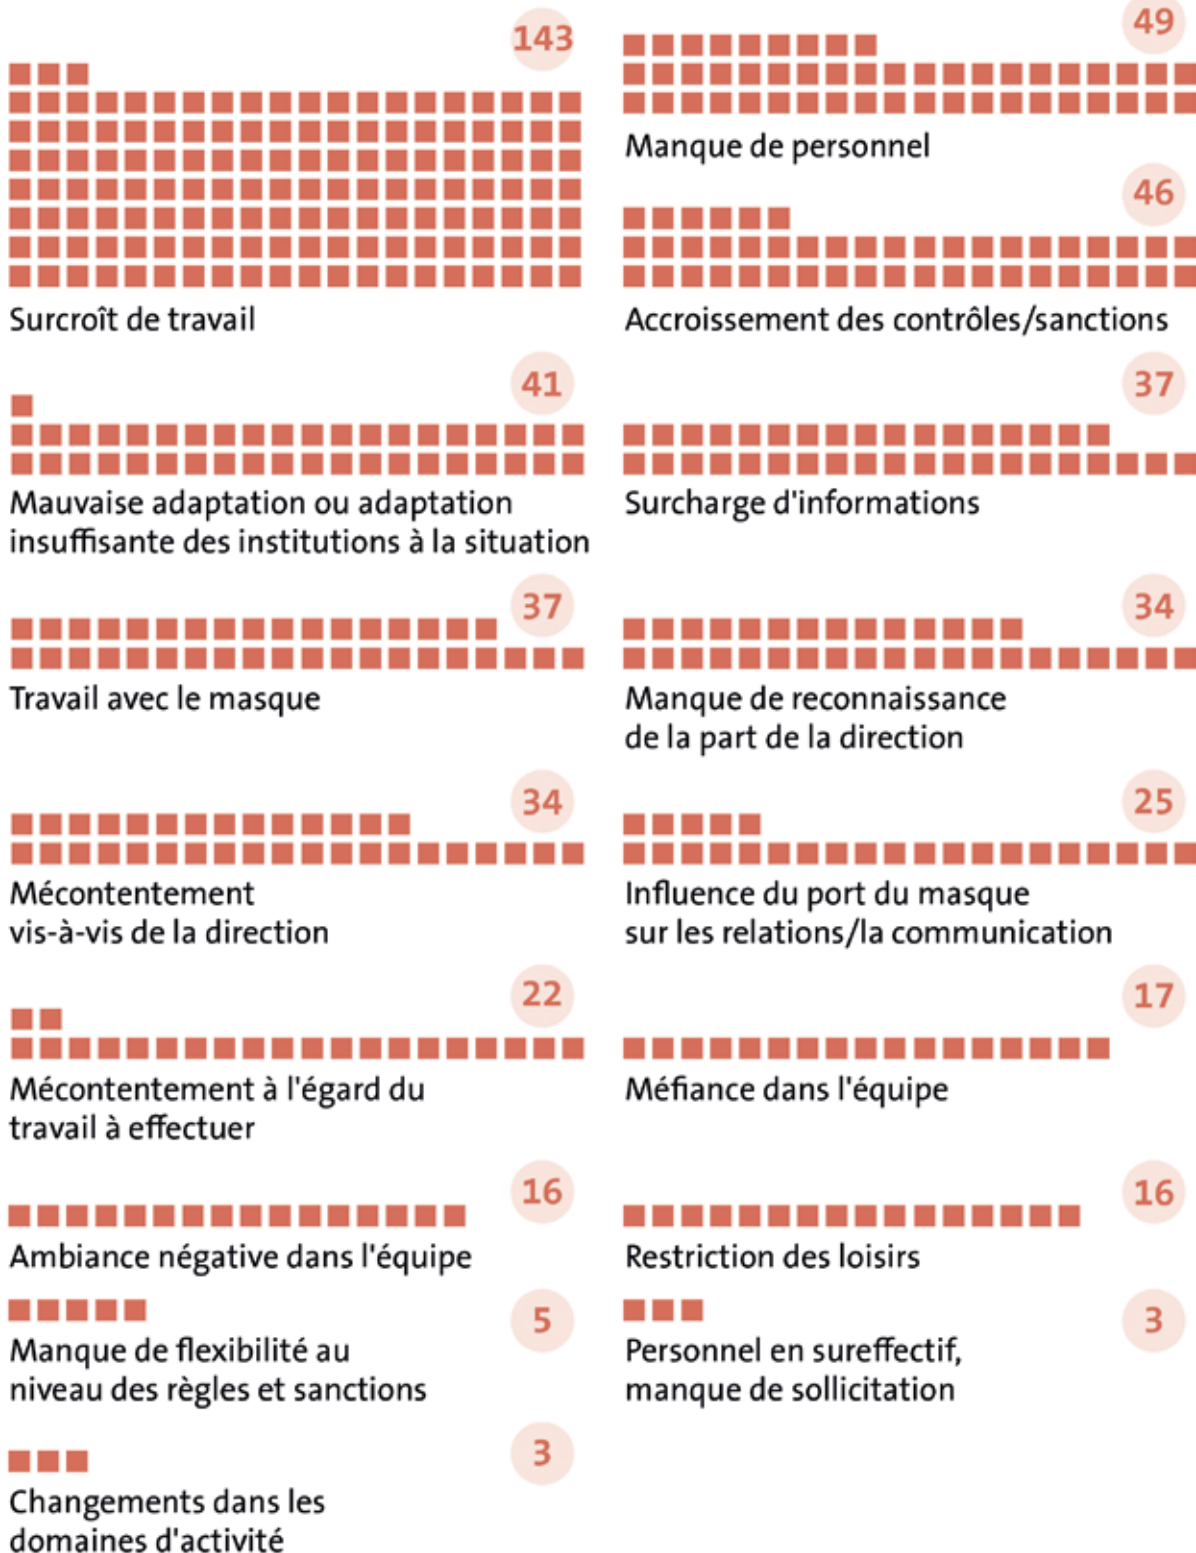 143
Surcroît de travail
49
Manque de personnel
46
Accroissement des contrôles/sanctions
41
Mauvaise adaptation ou adaptation
insuffisante des institutions à la situation
37
Surcharge d'informations
37
Travail avec le masque
34
Manque de reconnaissance
de la part de la direction
34
Mécontentement
vis-à-vis de la direction
25
Influence du port du masque
sur les relations/la communication
22
Mécontentement à l'égard du
travail à effectuer
17
Méfiance dans l'équipe
16
Ambiance négative dans l'équipe
16
Restriction des loisirs
5
Manque de flexibilité au
niveau des règles et sanctions
3
Personnel en sureffectif,
manque de sollicitation
3
Changements dans les
domaines d'activité